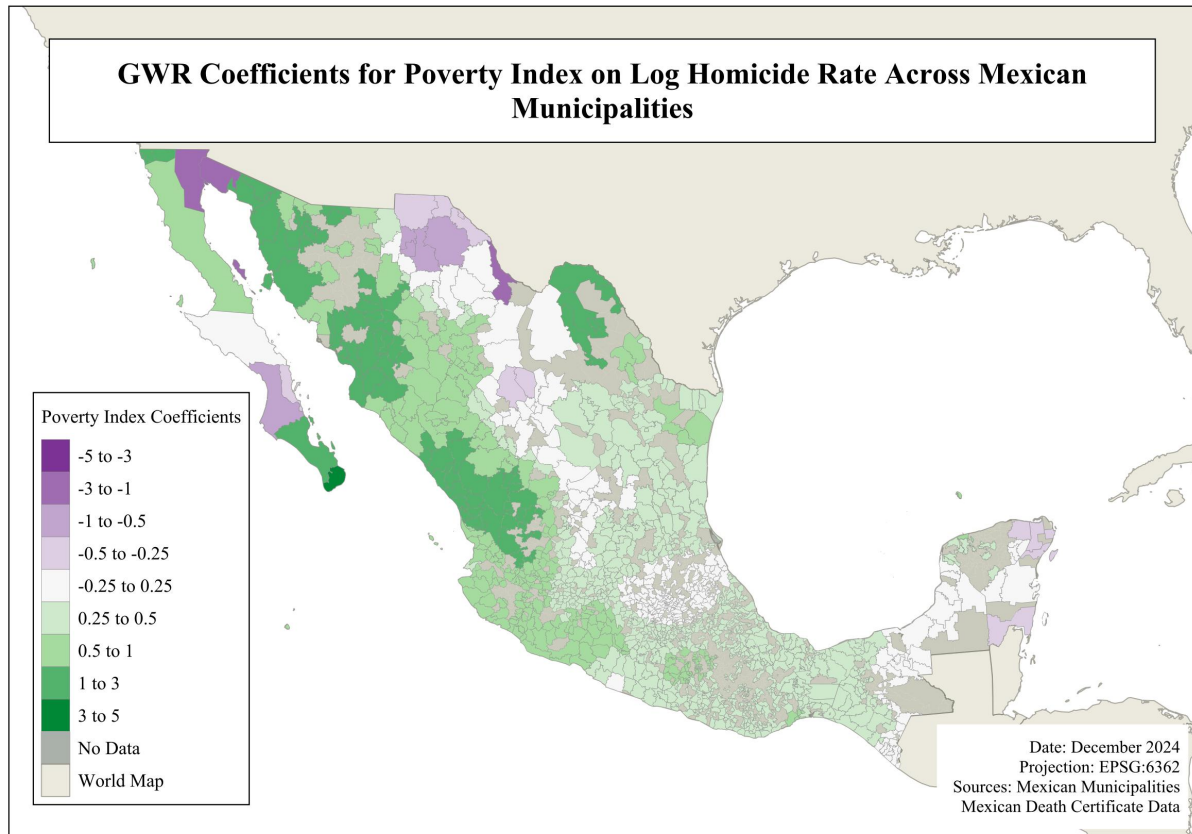 GWR Coefficients for Poverty Index on Log Homicide Rate Across Mexican
Municipalities
Poverty Index Coefficients
-5 to -3
-3 to -1
-1 to -0.5
-0.5 to -0.25
-0.25 to 0.25
0.25 to 0.5
0.5 to 1
1 to 3
3 to 5
No Data
World Map
Date: December 2024
Projection: EPSG:6362
Sources: Mexican Municipalities
Mexican Death Certificate Data